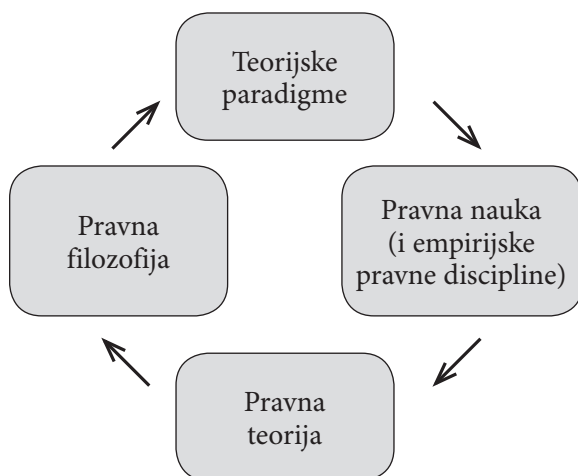 Teorijske
paradigme
Pravna
filozofija
Pravna nauka
(i empirijske
pravne discipline)
Pravna
teorija